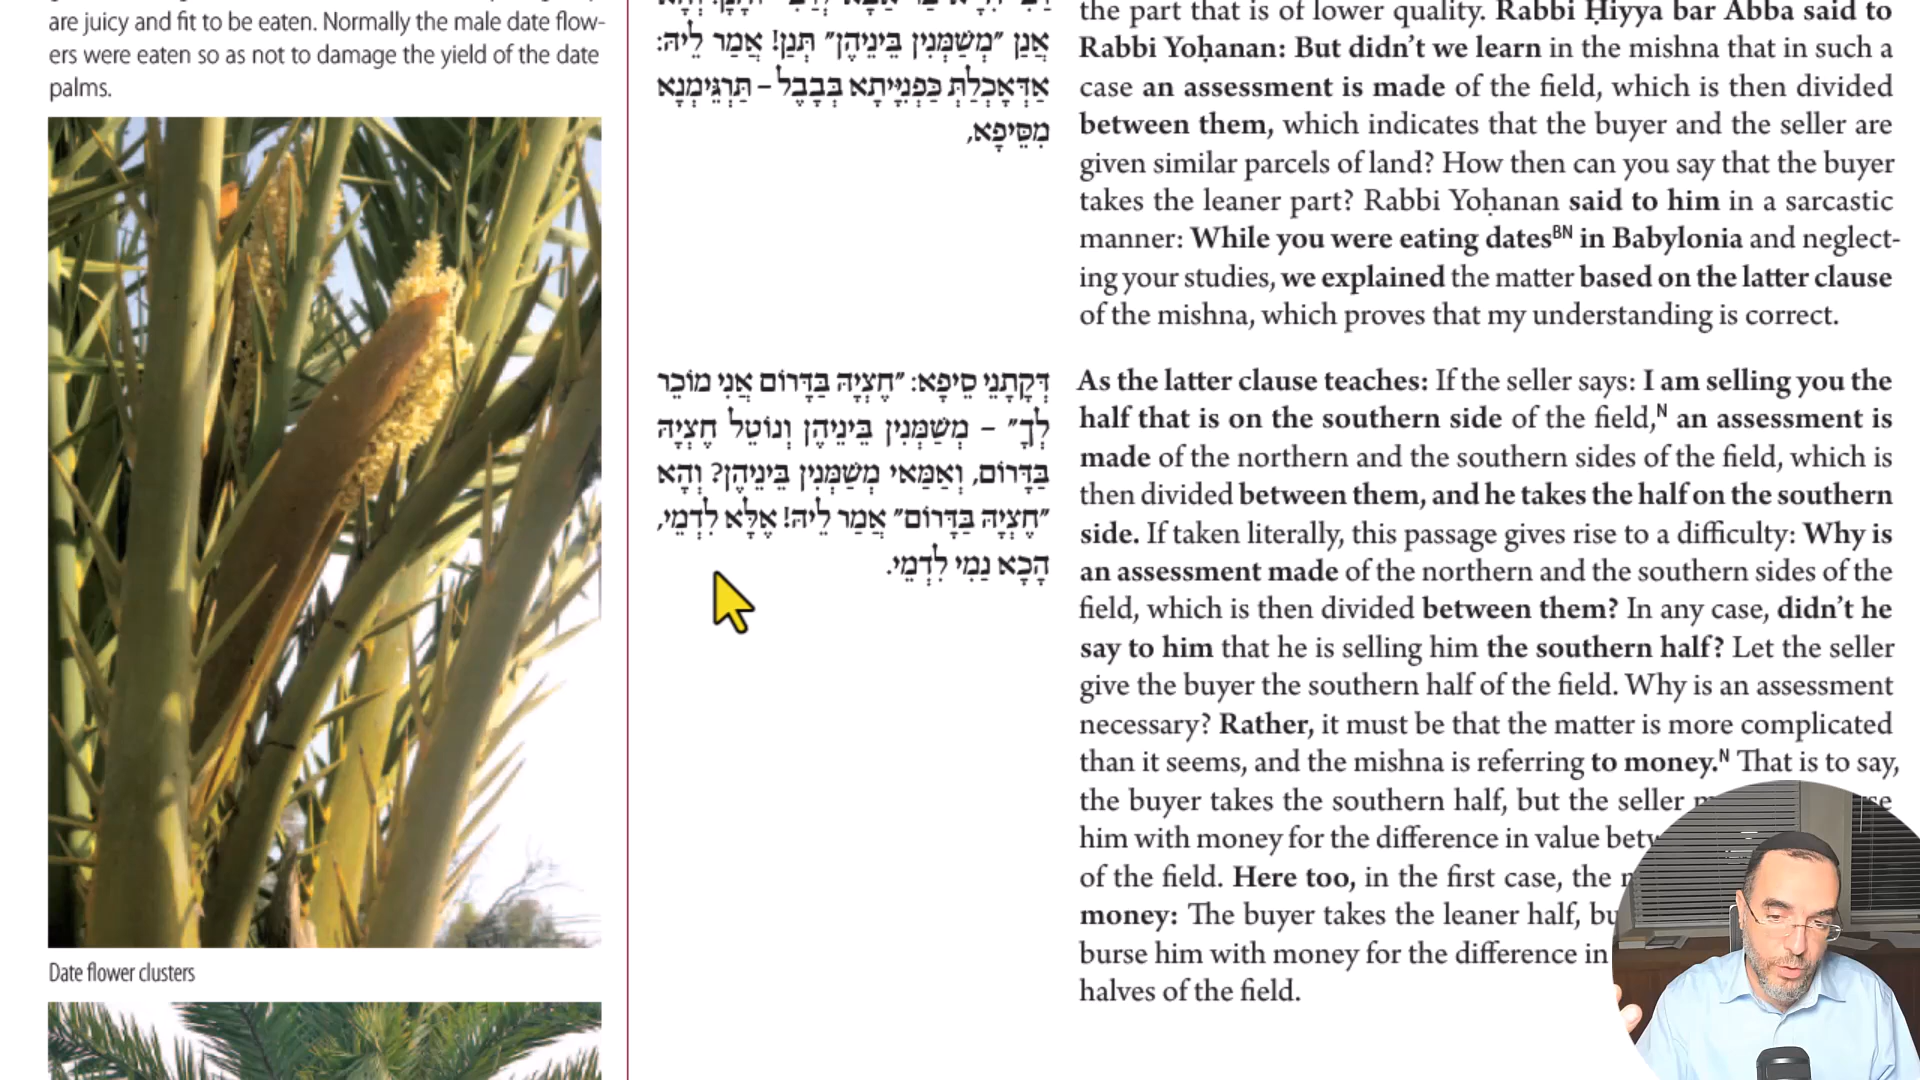 are juicy and fit to be eaten. Normally the male date flow-
ers were eaten so as not to damage the yield of the date
palms.
Date flower clusters
אֲנַן ״מְשַׁמְּנִין בֵּינֵיהֶן״ תְּנַן! אֲמַר לֵיהּ:
אַדְּאָכְלַתְּ כַּפְנְיָיתָא בְּבָבֶל – תַּרְגֵּימְנָא
מִסֵּיפָא,
דְּקָתָנֵי סֵיפָא: ״חֶצְיָהּ בַּדָּרוֹם אֲנִי מוֹכֵר
לְךָ״ – מְשַׁמְּנִין בֵּינֵיהֶן וְנוֹטֵל חֶצְיָהּ
בַּדָּרוֹם, וְאַמַּאי מְשַׁמְּנִין בֵּינֵיהֶן? וְהָא
״חֶצְיָהּ בַּדָּרוֹם״ אֲמַר לֵיהּ! אֶלָּא לִדְמֵי,
הָכָא נַמִי לִדְמֵי.
the part that is of lower quality. Rabbi Ḥiyya bar Abba said to
Rabbi Yoḥanan: But didn’t we learn in the mishna that in such a
case an assessment is made of the field, which is then divided
between them, which indicates that the buyer and the seller are
given similar parcels of land? How then can you say that the buyer
takes the leaner part? Rabbi Yoḥanan said to him in a sarcastic
manner: While you were eating datesᴮᴺ in Babylonia and neglect-
ing your studies, we explained the matter based on the latter clause
of the mishna, which proves that my understanding is correct.
As the latter clause teaches: If the seller says: I am selling you the
half that is on the southern side of the field,ᴺ an assessment is
made of the northern and the southern sides of the field, which is
then divided between them, and he takes the half on the southern
side. If taken literally, this passage gives rise to a difficulty: Why is
an assessment made of the northern and the southern sides of the
field, which is then divided between them? In any case, didn’t he
say to him that he is selling him the southern half? Let the seller
give the buyer the southern half of the field. Why is an assessment
necessary? Rather, it must be that the matter is more complicated
than it seems, and the mishna is referring to money.ᴺ That is to say,
the buyer takes the southern half, but the seller
him with money for the difference in value
of the field. Here too, in the first case, the
money: The buyer takes the leaner half,
burse him with money for the difference in
halves of the field.